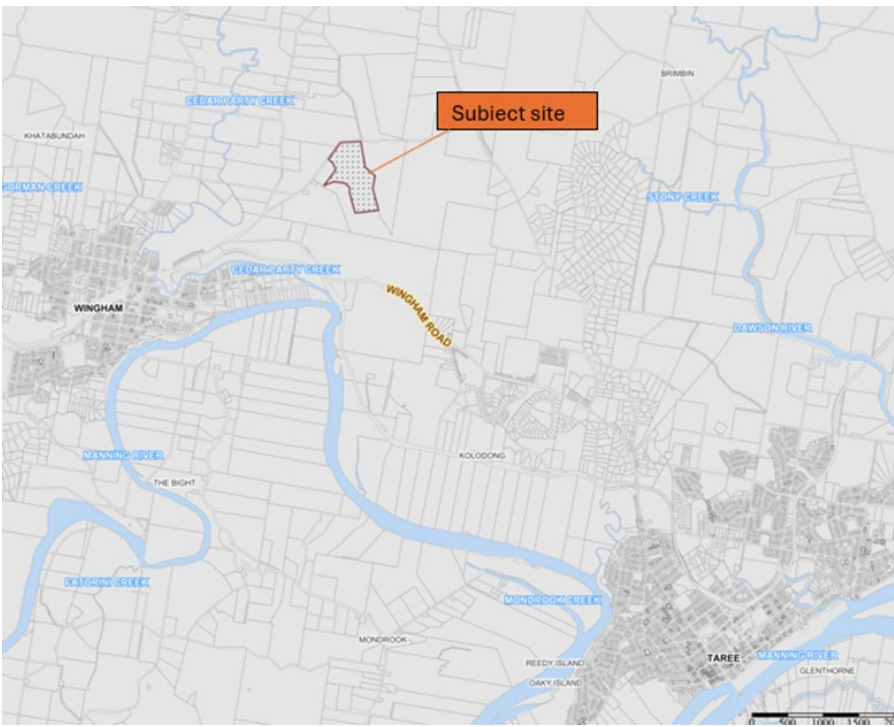 BRIMBIN
CEDAR PARTY CREEK
Subject site
KHATABUNDAH
GORMAN CREEK
STONY CREEK
CEDAR PARTY CREEK
WINGHAM
WINGHAM ROAD
DAWSON RIVER
MANNING RIVER
KOLODONG
THE BIGHT
FATORINI CREEK
MONDROOK CREEK
MONDROOK
REEDY ISLAND
TAREE
MANNING RIVER
GLENTHORNE
OAKY ISLAND
0 500 1000 1500